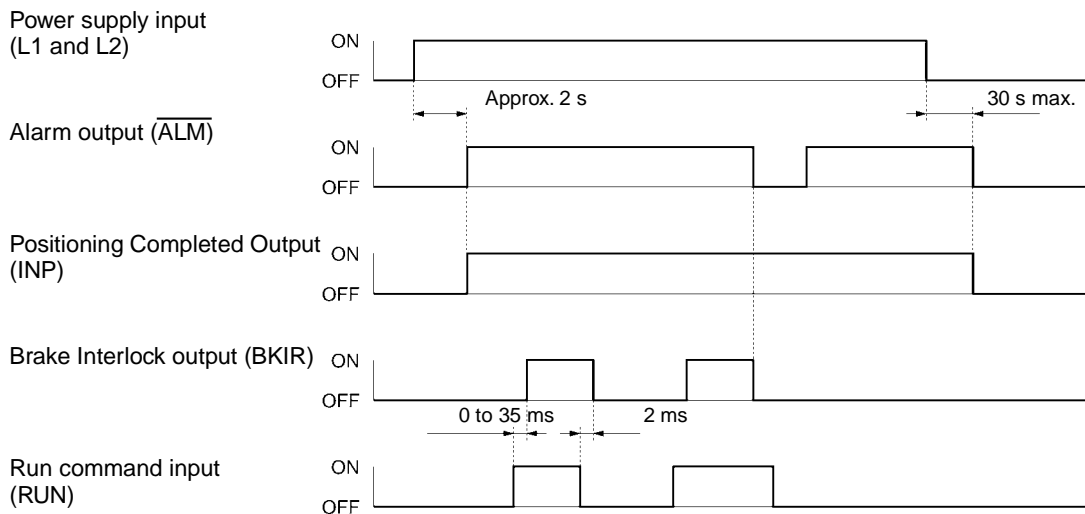 Power supply input
(L1 and L2)
ON
OFF
Approx. 2 s
30 s max.
Alarm output (ALM)
ON
OFF
Positioning Completed Output
(INP)
ON
OFF
Brake Interlock output (BKIR)
ON
OFF
0 to 35 ms
2 ms
Run command input
(RUN)
ON
OFF